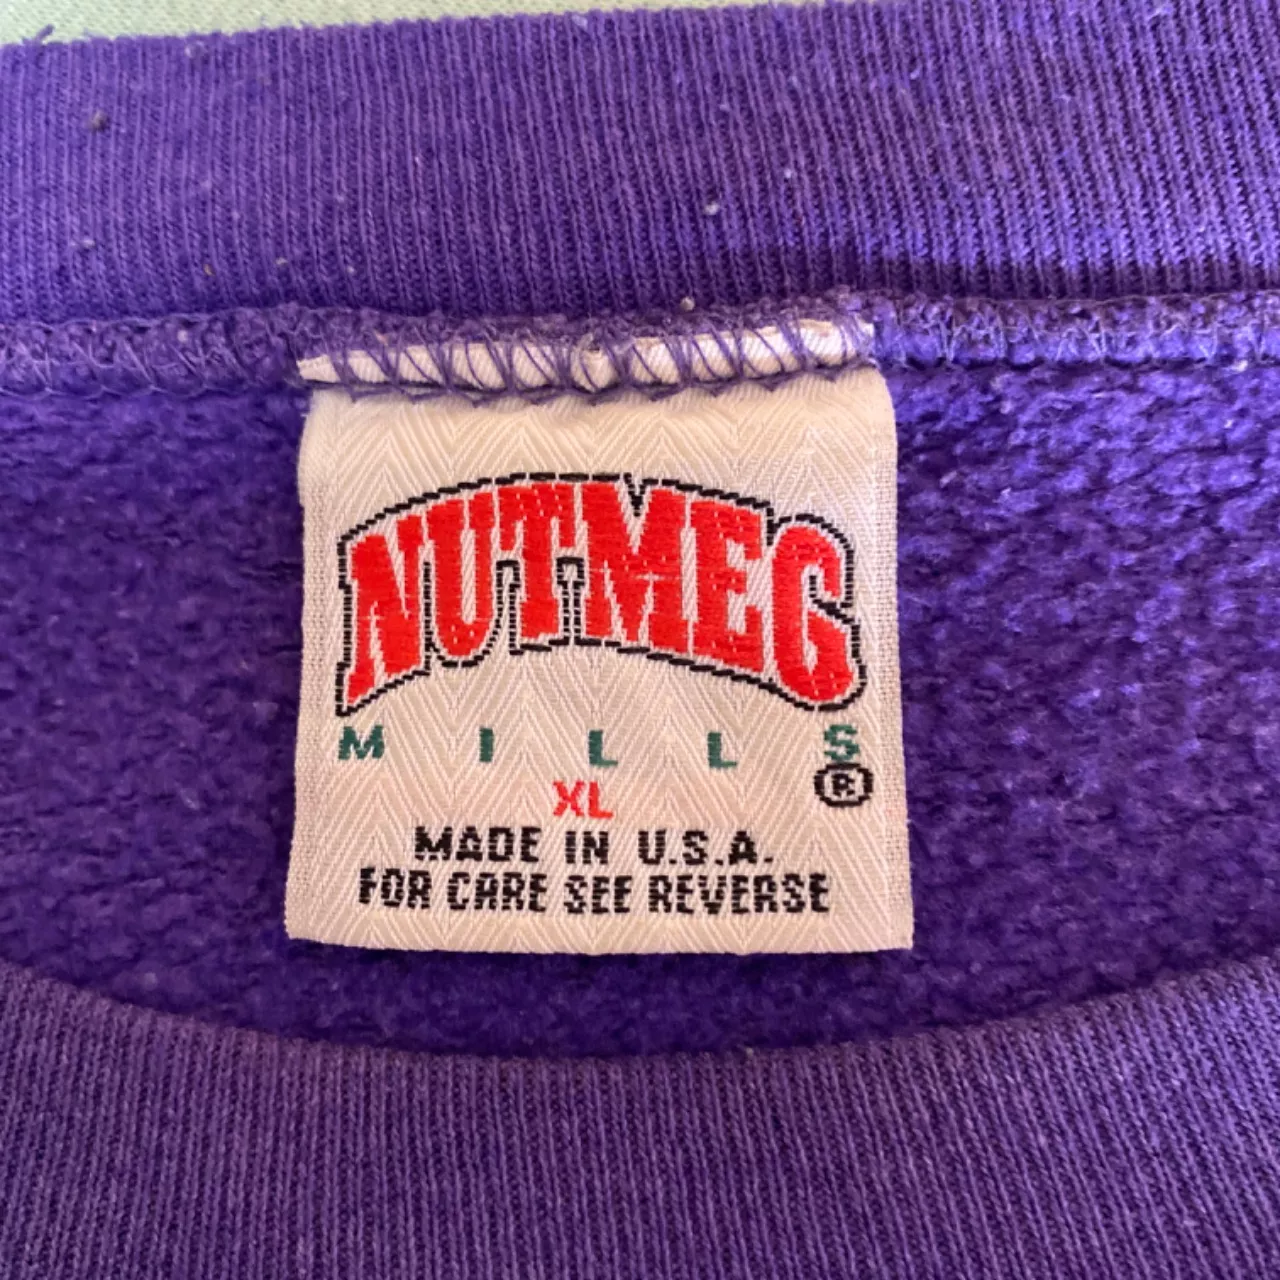 NUTMEG
MILLS
®
XL
MADE IN U.S.A.
FOR CARE SEE REVERSE